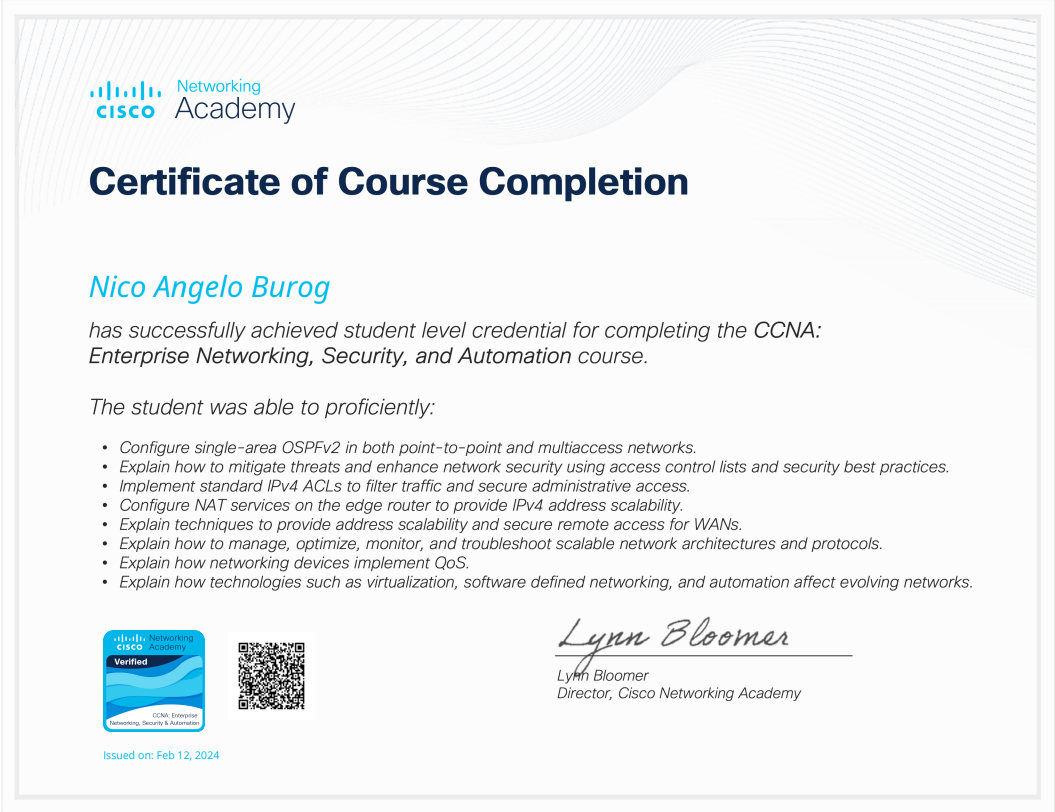 Networking
Academy
CISCO
Certificate of Course Completion
Nico Angelo Burog
has successfully achieved student level credential for completing the CCNA:
Enterprise Networking, Security, and Automation course.
The student was able to proficiently:
• Configure single-area OSPFv2 in both point-to-point and multiaccess networks.
• Explain how to mitigate threats and enhance network security using access control lists and security best practices.
• Implement standard IPv4 ACLs to filter traffic and secure administrative access.
• Configure NAT services on the edge router to provide IPv4 address scalability.
• Explain techniques to provide address scalability and secure remote access for WANs.
• Explain how to manage, optimize, monitor, and troubleshoot scalable network architectures and protocols.
• Explain how networking devices implement QoS.
• Explain how technologies such as virtualization, software defined networking, and automation affect evolving networks.
Networking
CISCO Academy
Verified
CCNA: Enterprise
Networking, Security & Automation
Lynn Bloomer
Lynn Bloomer
Director, Cisco Networking Academy
Issued on: Feb 12, 2024